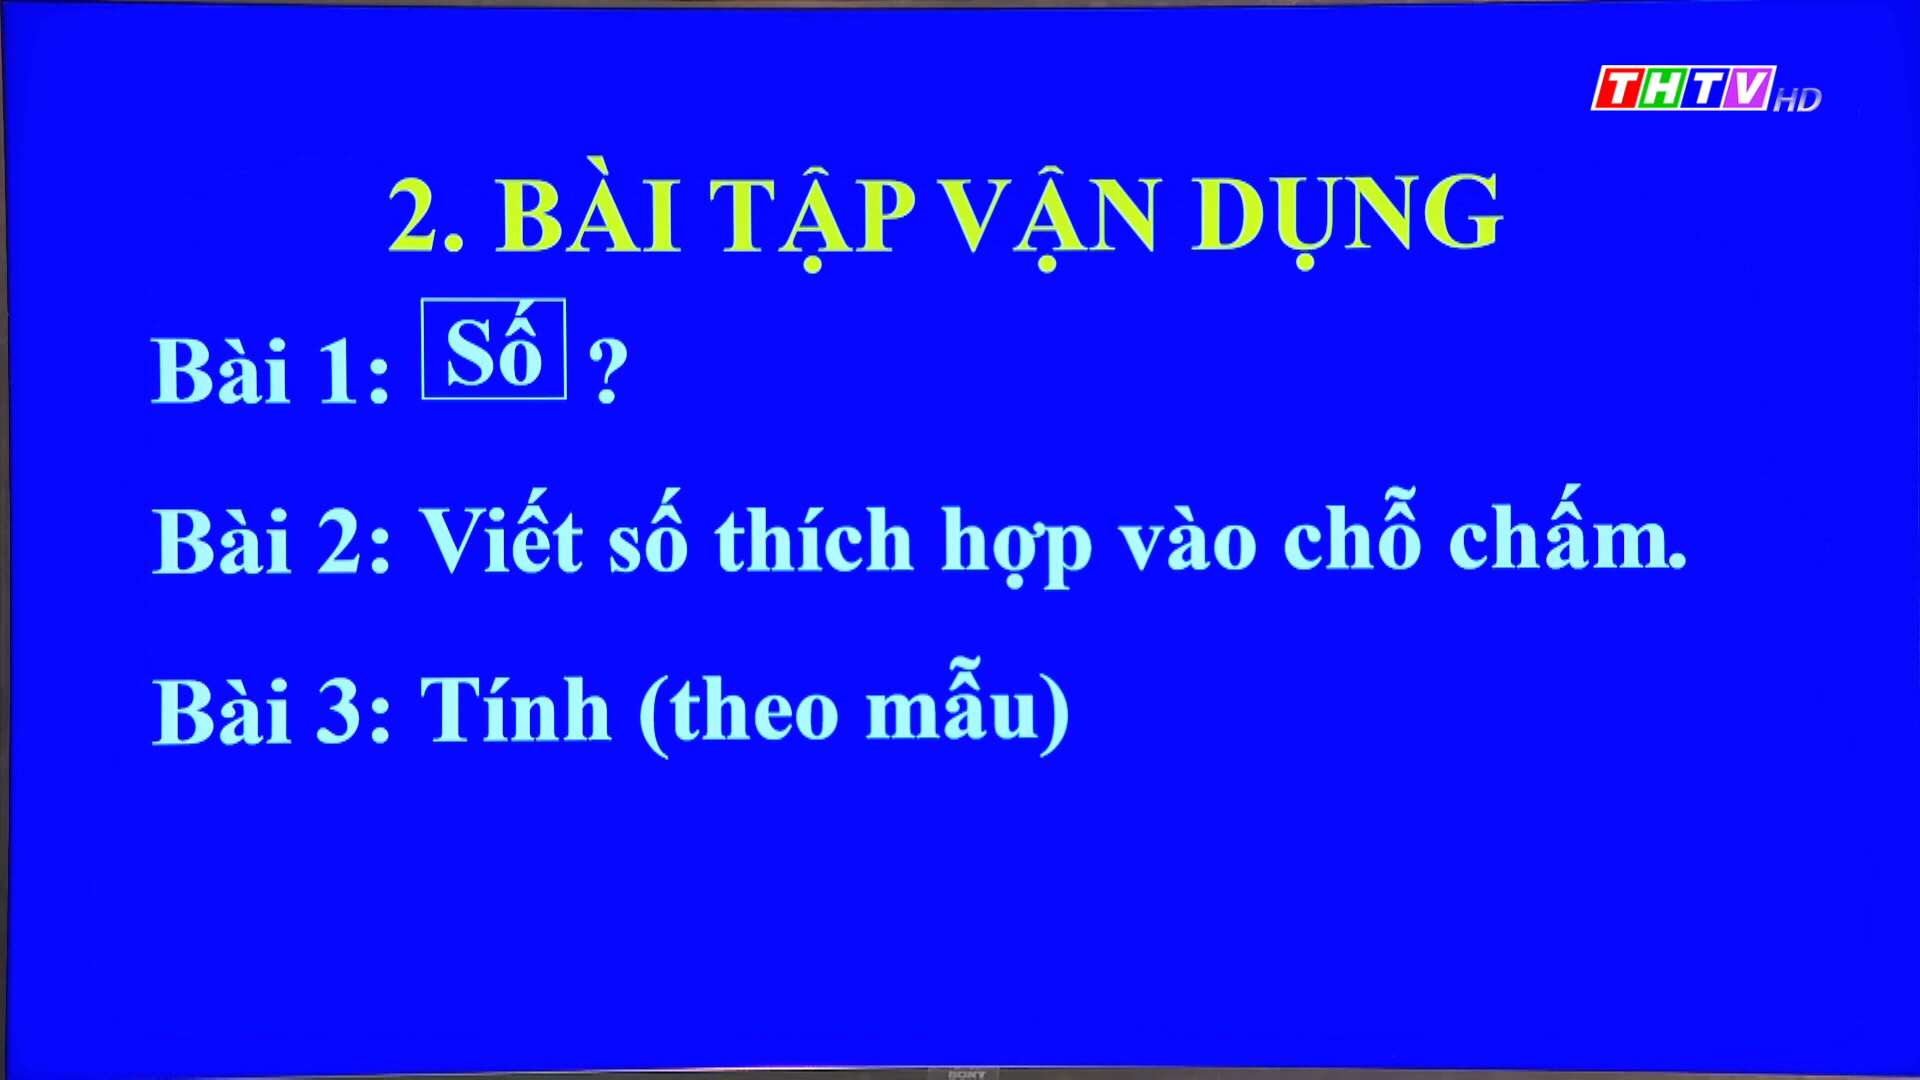 THTV HD
2. BÀI TẬP VẬN DỤNG
Bài 1: Số ?
Bài 2: Viết số thích hợp vào chỗ chấm.
Bài 3: Tính (theo mẫu)
SONY